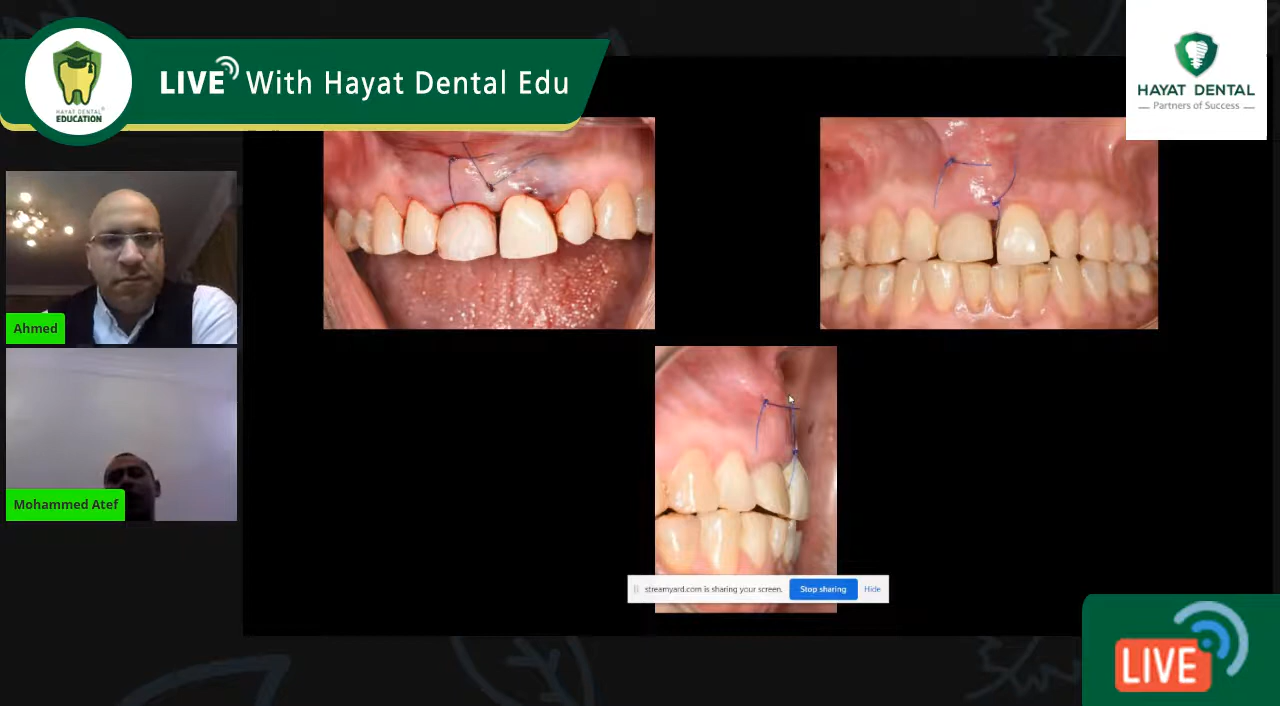 LIVE With Hayat Dental Edu
HAYAT DENTAL
EDUCATION
HAYAT DENTAL
Partners of Success
Ahmed
Mohammed Atef
streamyard.com is sharing your screen.
Stop sharing
Hide
LIVE